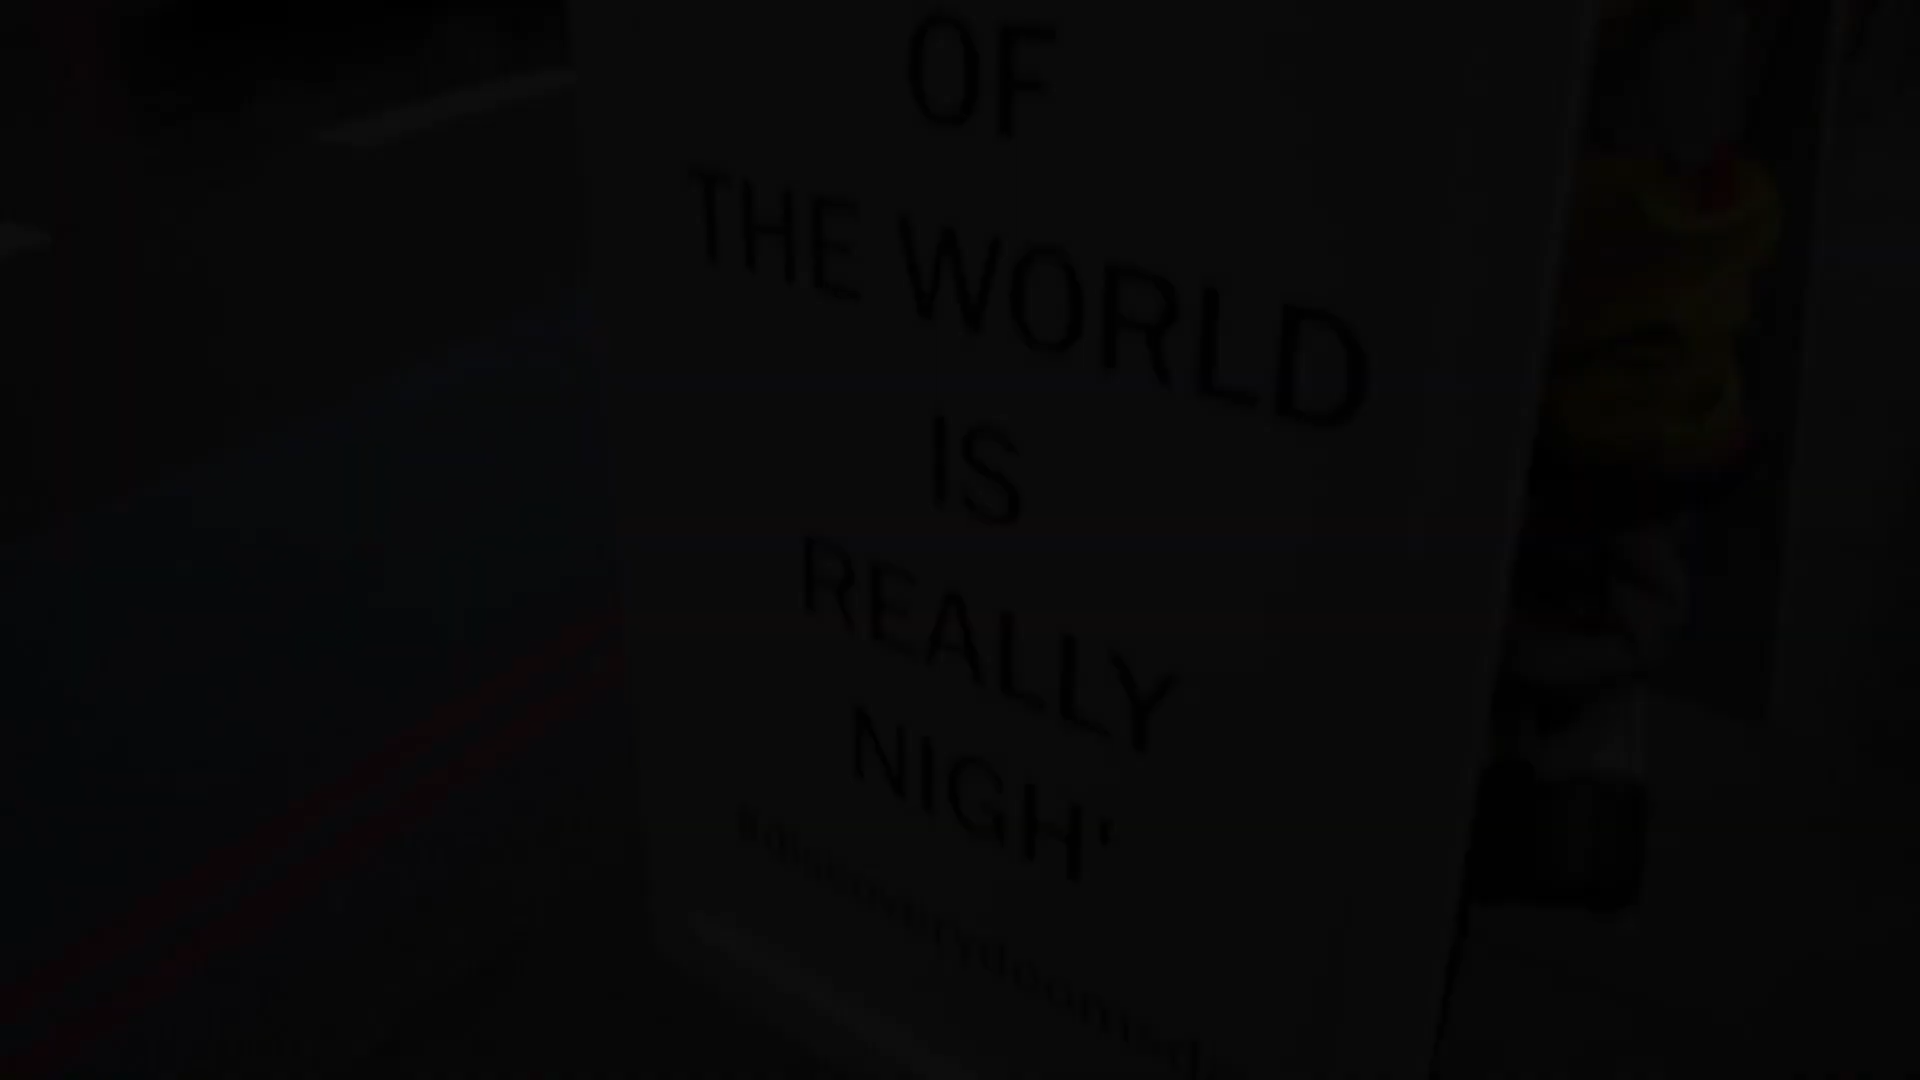 OF
THE WORLD
IS
REALLY
NIGH'